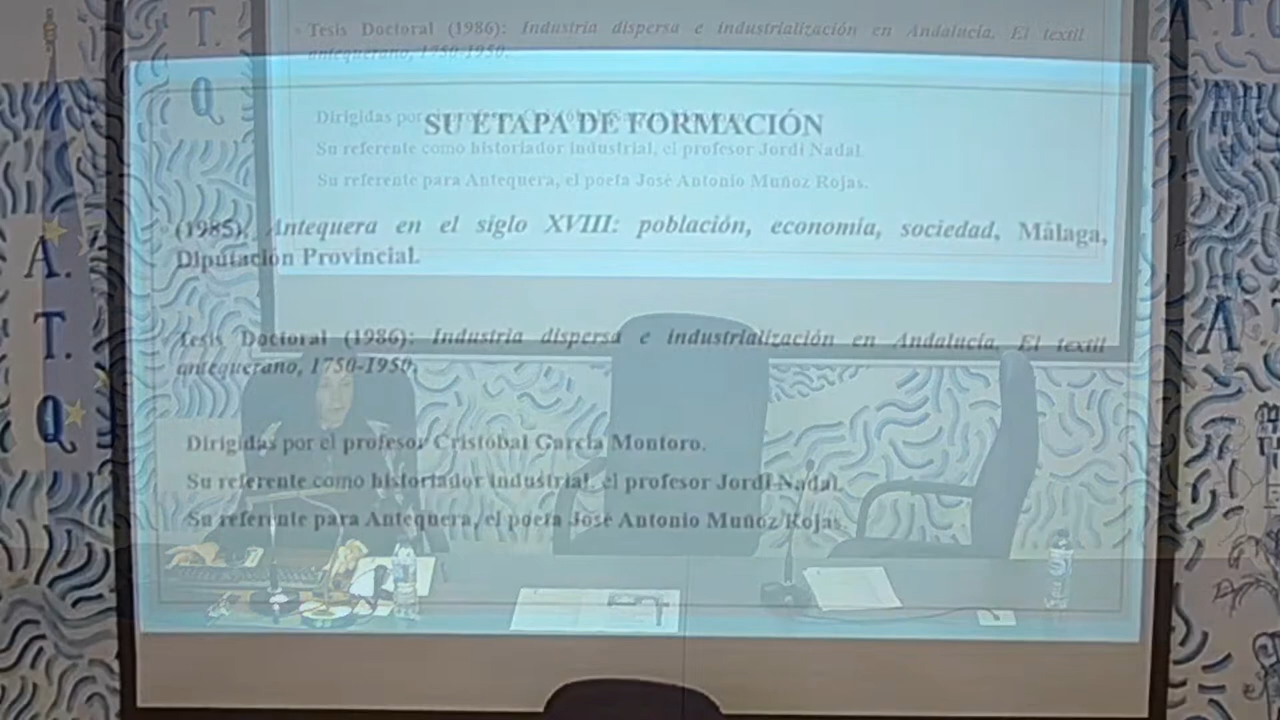 Tesis Doctoral (1986): Industria dispersa e industrialización en Andalucía. El textil
antequerano, 1750-1950.
Dirigidas por
Su referente como historiador industrial, el profesor Jordi Nadal.
Su referente para Antequera, el poeta José Antonio Muñoz Rojas.
SU ETAPA DE FORMACIÓN
(1985), Antequera en el siglo XVIII: población, economía, sociedad, Málaga,
Diputación Provincial.
Tesis Doctoral (1986): Industria dispersa e industrialización en Andalucía. El textil
antequerano, 1750-1950.
Dirigidas por el profesor Cristóbal García Montoro.
Su referente como historiador industrial, el profesor Jordi Nadal.
Su referente para Antequera, el poeta José Antonio Muñoz Rojas.
T.
Q
A.
T.
Q
A.T.
A